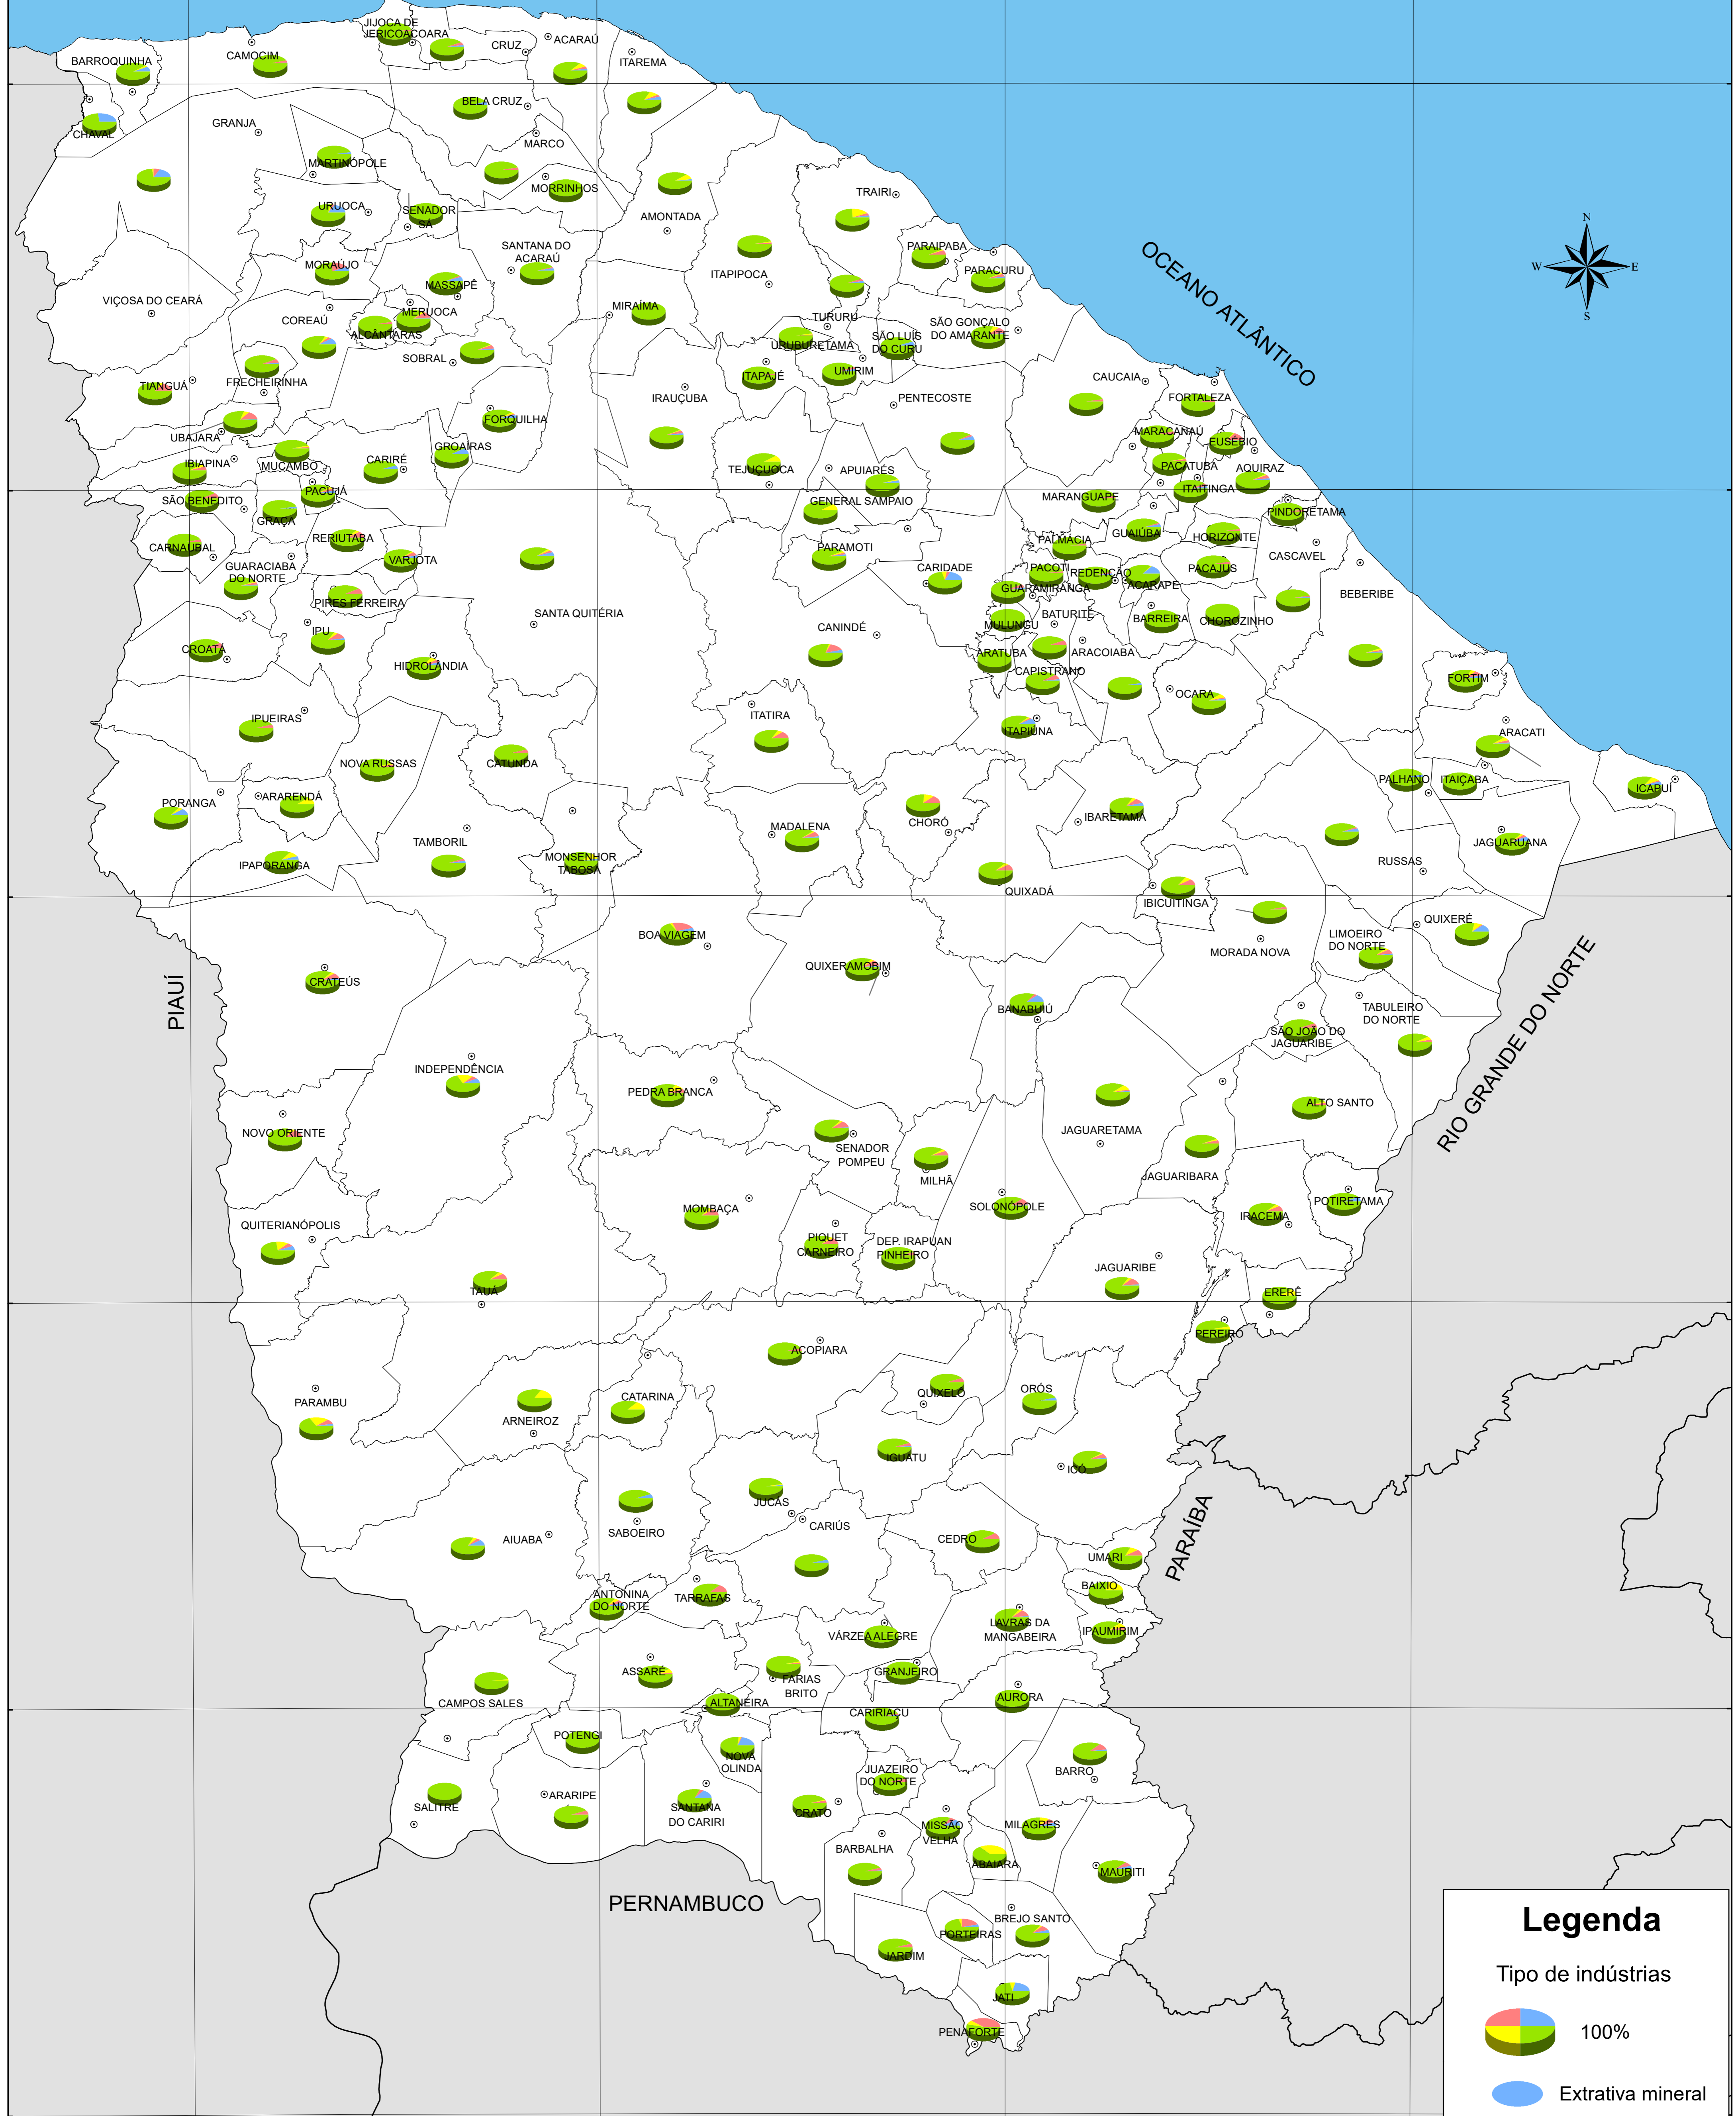 JIJOCA DE
JERICOACOARA
CRUZ
ACARAÚ
ITAREMA
CAMOCIM
BARROQUINHA
BELA CRUZ
CHAVAL
GRANJA
MARCO
MARTINÓPOLE
MORRINHOS
TRAIRI
URUOCA
SENADOR
SÁ
AMONTADA
N
W
E
S
SANTANA DO
ACARAÚ
PARAIPABA
OCEANO ATLÂNTICO
MORAÚJO
ITAPIPOCA
PARACURU
MASSAPÊ
VIÇOSA DO CEARÁ
MIRAÍMA
MERUOCA
COREAÚ
TURURU
SÃO GONÇALO
DO AMARANTE
ALCÂNTARAS
URUBURETAMA
SÃO LUÍS
DO CURU
SOBRAL
UMIRIM
ITAPAJÉ
CAUCAIA
FRECHEIRINHA
TIANGUÁ
IRAUÇUBA
PENTECOSTE
FORTALEZA
FORQUILHA
UBAJARA
MARACANAÚ
EUSÉBIO
GROAÍRAS
IBIAPINA
MUCAMBO
CARIRÉ
TEJUÇUOCA
APUIARÉS
PACATUBA
AQUIRAZ
PACUJÁ
ITAITINGA
SÃO BENEDITO
GENERAL SAMPAIO
MARANGUAPE
PINDORETAMA
GRAÇA
RERIUTABA
GUAIÚBA
HORIZONTE
CARNAUBAL
PARAMOTI
PALMÁCIA
CASCAVEL
VARJOTA
GUARACIABA
DO NORTE
CARIDADE
PACOTI
REDENÇÃO
PACAJUS
ACARAPE
GUARAMIRANGA
BEBERIBE
PIRES FERREIRA
SANTA QUITÉRIA
BATURITÉ
BARREIRA
CHOROZINHO
IPU
CANINDÉ
MULUNGU
CROATÁ
ARATUBA
ARACOIABA
HIDROLÂNDIA
CAPISTRANO
FORTIM
OCARA
IPUEIRAS
ITATIRA
ITAPIÚNA
ARACATI
NOVA RUSSAS
CATUNDA
PALHANO
ITAIÇABA
ICAPUÍ
ARARENDÁ
PORANGA
IBARETAMA
CHORÓ
MADALENA
TAMBORIL
JAGUARUANA
MONSENHOR
TABOSA
IPAPORANGA
RUSSAS
QUIXADÁ
IBICUITINGA
QUIXERÉ
BOA VIAGEM
LIMOEIRO
DO NORTE
MORADA NOVA
QUIXERAMOBIM
CRATEÚS
PIAUÍ
BANABUIÚ
TABULEIRO
DO NORTE
SÃO JOÃO DO
JAGUARIBE
RIO GRANDE DO NORTE
INDEPENDÊNCIA
PEDRA BRANCA
ALTO SANTO
NOVO ORIENTE
JAGUARETAMA
SENADOR
POMPEU
MILHÃ
JAGUARIBARA
POTIRETAMA
MOMBAÇA
SOLONÓPOLE
IRACEMA
QUITERIANÓPOLIS
PIQUET
CARNEIRO
DEP. IRAPUAN
PINHEIRO
JAGUARIBE
TAUÁ
ERERÊ
PEREIRO
ACOPIARA
QUIXELÔ
ORÓS
CATARINA
PARAMBU
ARNEIROZ
IGUATU
ICÓ
JUCÁS
CARIÚS
SABOEIRO
AIUABA
CEDRO
PARAÍBA
UMARI
BAIXIO
ANTONINA
DO NORTE
TARRAFAS
LAVRAS DA
MANGABEIRA
IPAUMIRIM
VÁRZEA ALEGRE
ASSARÉ
FARIAS
BRITO
GRANJEIRO
CAMPOS SALES
ALTANEIRA
AURORA
CARIRIAÇU
POTENGI
NOVA
OLINDA
JUAZEIRO
DO NORTE
BARRO
ARARIPE
SALITRE
SANTANA
DO CARIRI
CRATO
MISSÃO
VELHA
MILAGRES
BARBALHA
ABAIARA
MAURITI
PERNAMBUCO
BREJO SANTO
PORTEIRAS
JARDIM
JATI
PENAFORTE
Legenda
Tipo de indústrias
100%
Extrativa mineral